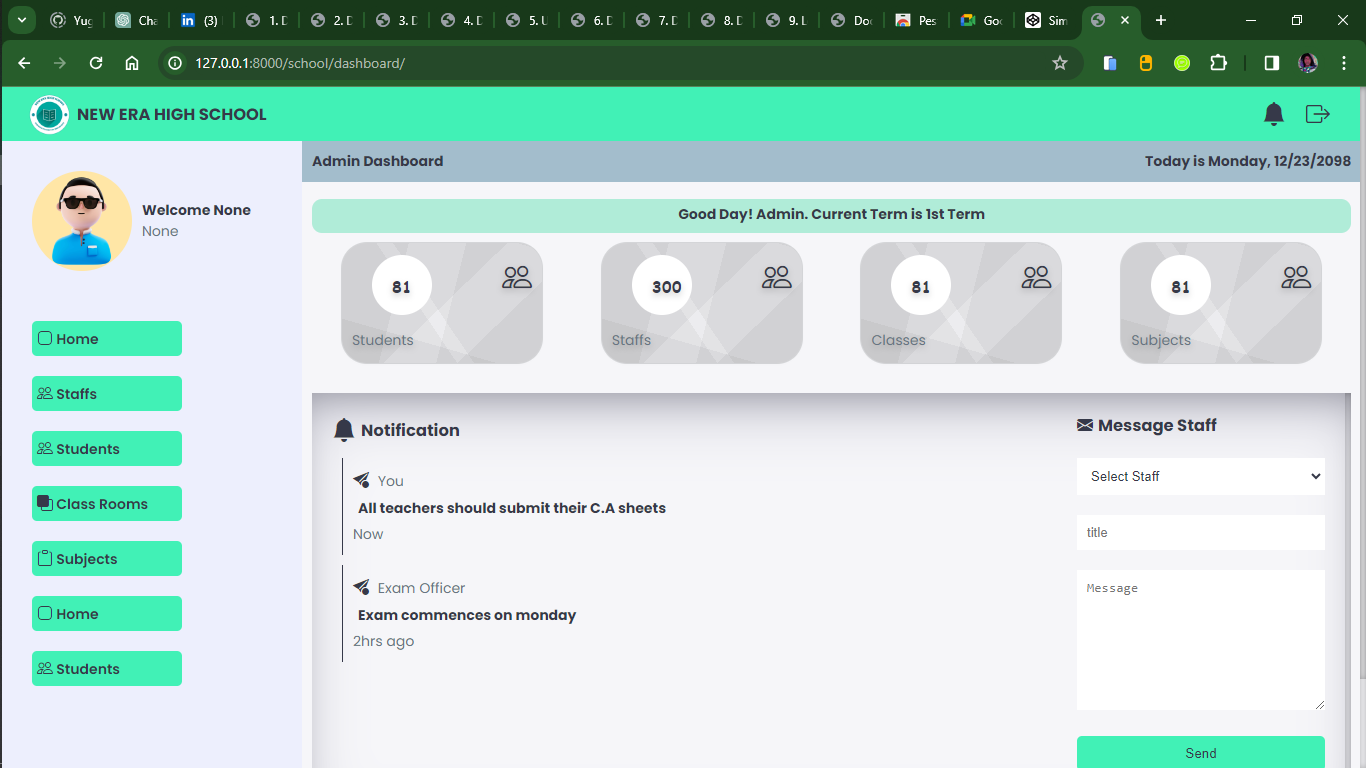 Yug
Cha
(3)
1. D
2. D
3. D
4. D
5. U
6. D
7. D
8. D
9. L
Doc
Pes
Goo
Sim
127.0.0.1:8000/school/dashboard/
NEW ERA HIGH SCHOOL
Welcome None
None
Home
Staffs
Students
Class Rooms
Subjects
Home
Students
Admin Dashboard
Today is Monday, 12/23/2098
Good Day! Admin. Current Term is 1st Term
81
Students
300
Staffs
81
Classes
81
Subjects
Notification
You
All teachers should submit their C.A sheets
Now
Exam Officer
Exam commences on monday
2hrs ago
Message Staff
Select Staff
title
Message
Send